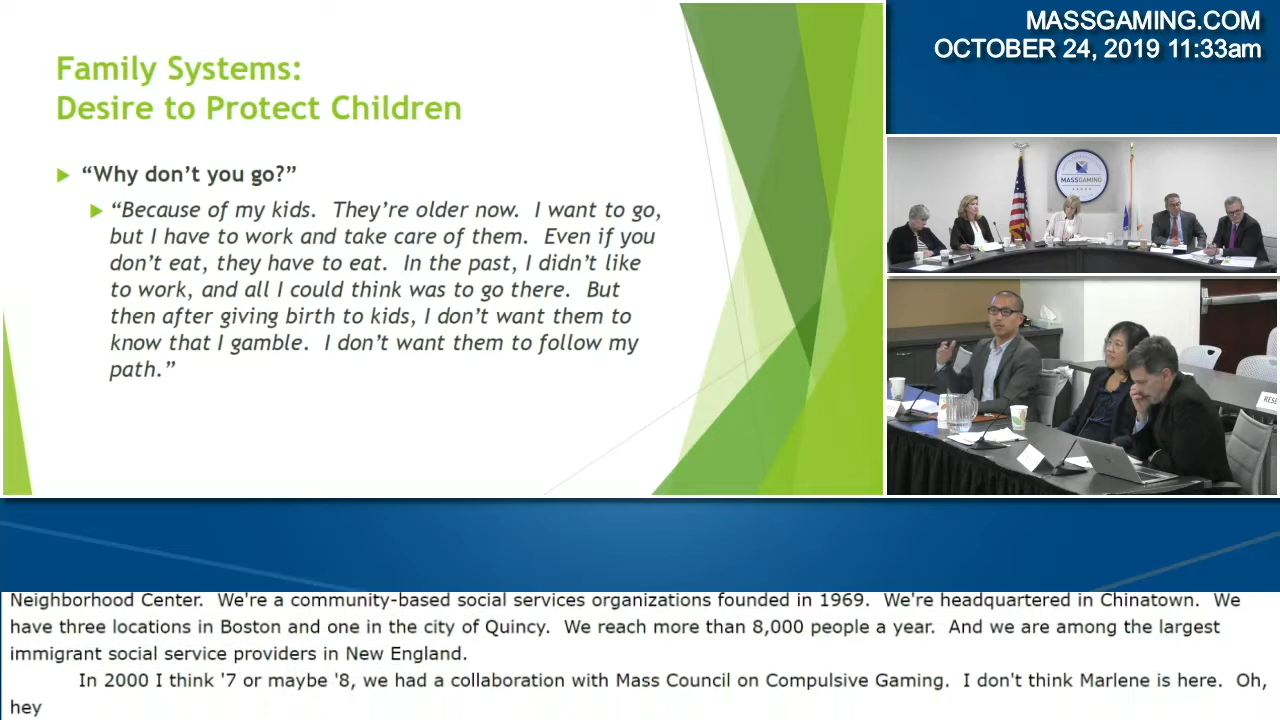 MASSGAMING.COM
OCTOBER 24, 2019 11:33am
Family Systems:
Desire to Protect Children
“Why don’t you go?”
“Because of my kids.  They’re older now.  I want to go,
but I have to work and take care of them.  Even if you
don’t eat, they have to eat.  In the past, I didn’t like
to work, and all I could think was to go there.  But
then after giving birth to kids, I don’t want them to
know that I gamble.  I don’t want them to follow my
path.”
MASSGAMING
Neighborhood Center.  We're a community-based social services organizations founded in 1969.  We're headquartered in Chinatown.  We
have three locations in Boston and one in the city of Quincy.  We reach more than 8,000 people a year.  And we are among the largest
immigrant social service providers in New England.
In 2000 I think '7 or maybe '8, we had a collaboration with Mass Council on Compulsive Gaming.  I don't think Marlene is here.  Oh,
hey